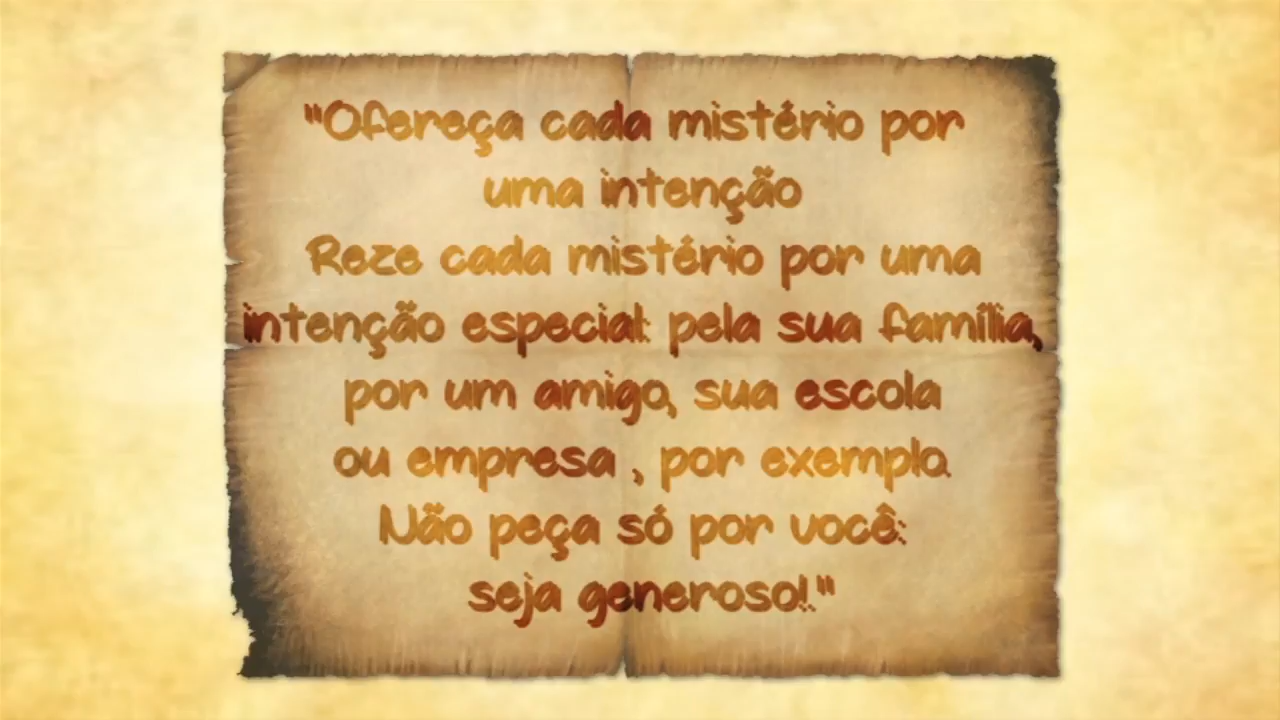 "Ofereça cada mistério por
uma intenção
Reze cada mistério por uma
intenção especial: pela sua família,
por um amigo, sua escola
ou empresa , por exemplo.
Não peça só por você:
seja generoso!."